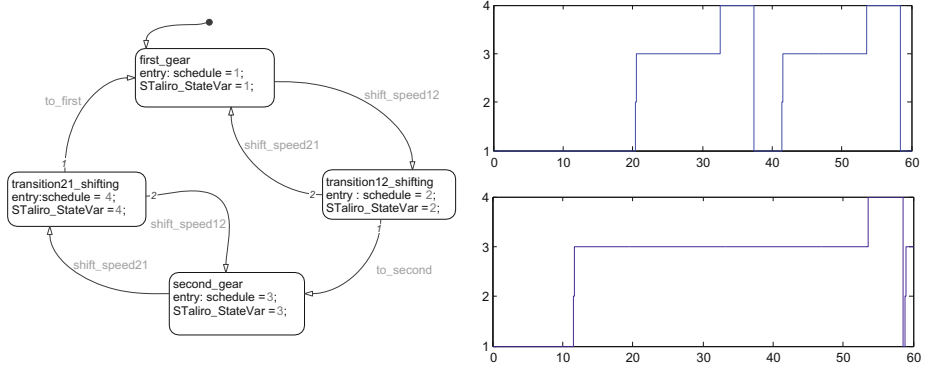 first_gear
entry: schedule =1;
STaliro_StateVar =1;
to_first
shift_speed12
shift_speed21
1
transition21_shifting
entry:schedule = 4;
STaliro_StateVar =4;
2
shift_speed12
2
transition12_shifting
entry : schedule = 2;
STaliro_StateVar =2;
1
shift_speed21
to_second
second_gear
entry: schedule =3;
STaliro_StateVar =3;
4
3
2
1
0 10 20 30 40 50 60
4
3
2
1
0 10 20 30 40 50 60